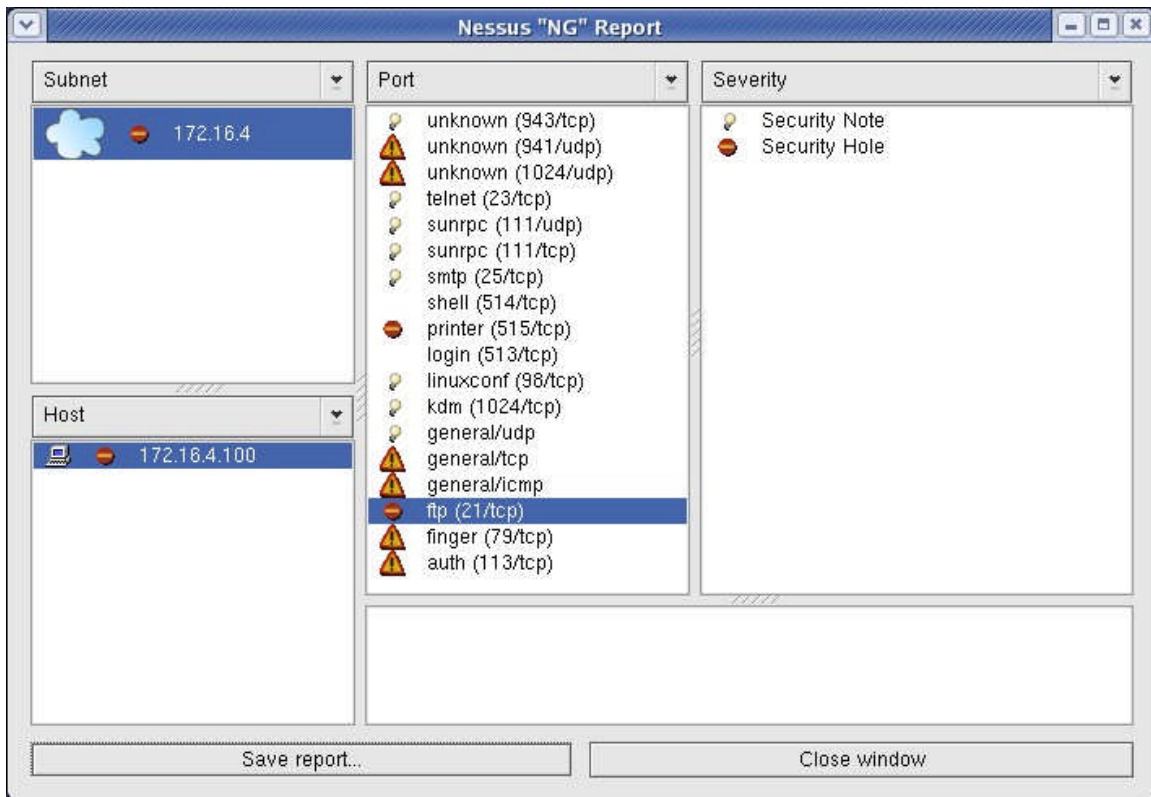 Nessus "NG" Report
Subnet
172.16.4
Host
172.16.4.100
Port
unknown (943/tcp)
unknown (941/udp)
unknown (1024/udp)
telnet (23/tcp)
sunrpc (111/udp)
sunrpc (111/tcp)
smtp (25/tcp)
shell (514/tcp)
printer (515/tcp)
login (513/tcp)
linuxconf (98/tcp)
kdm (1024/tcp)
general/udp
general/tcp
general/icmp
ftp (21/tcp)
finger (79/tcp)
auth (113/tcp)
Severity
Security Note
Security Hole
Save report...
Close window